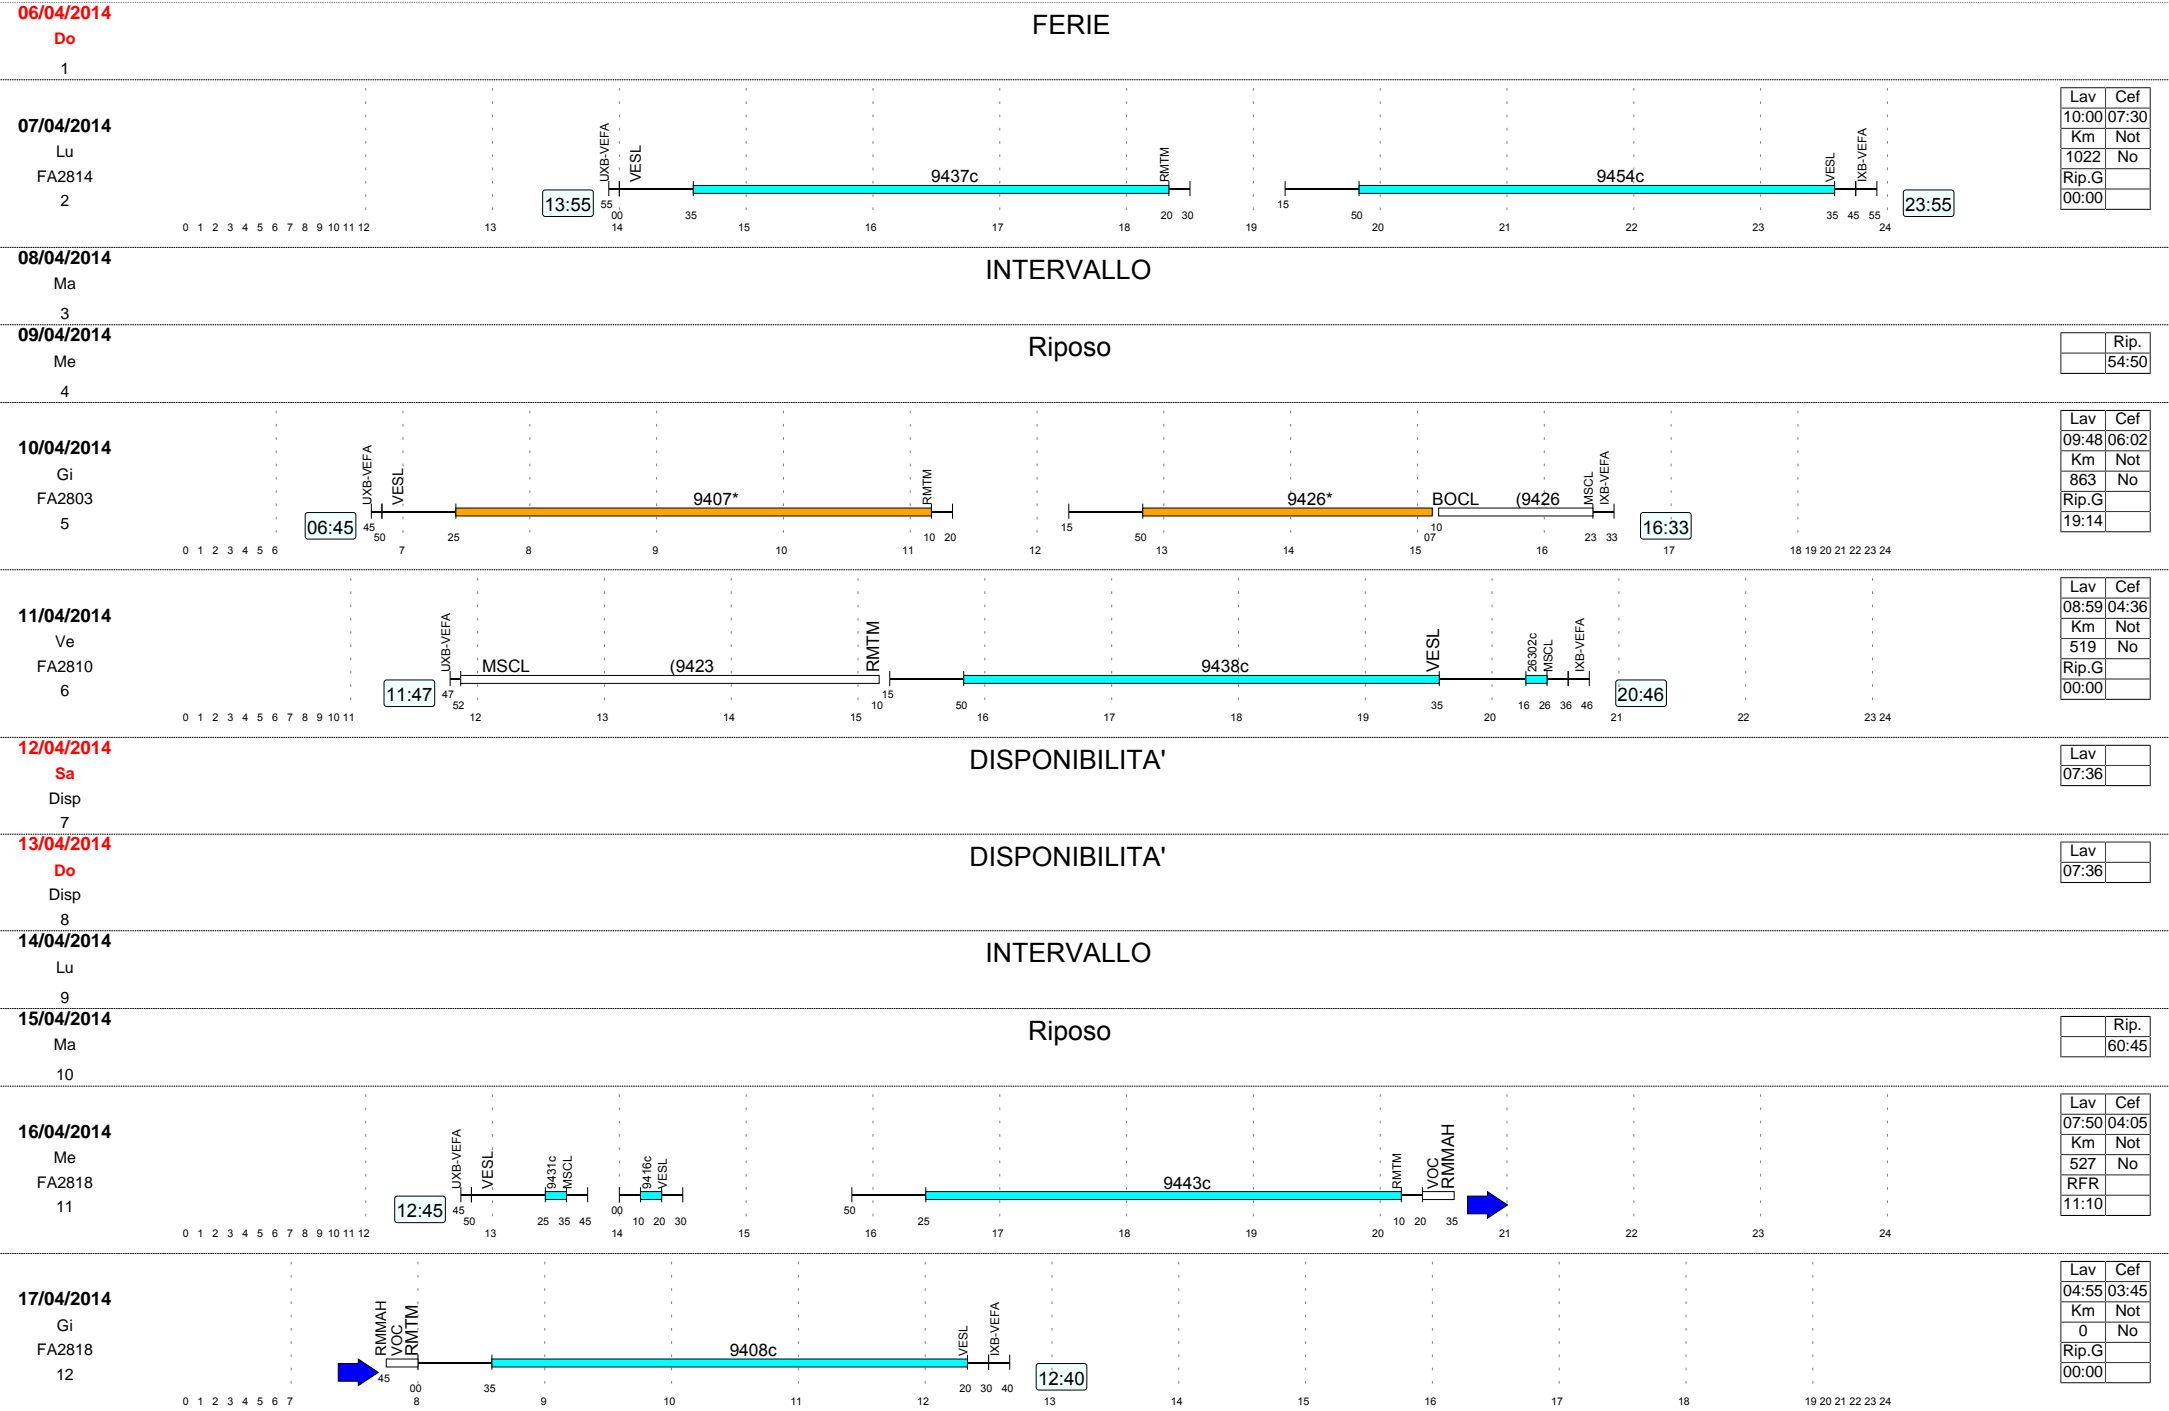 06/04/2014
Do
1
FERIE
07/04/2014
Lu
FA2814
2
13:55
UXB-VEFA
VESL
9437c
RMTM
9454c
VESL
IXB-VEFA
23:55
55 00 35 20 30 15 50 35 45 55
0 1 2 3 4 5 6 7 8 9 10 11 12 13 14 15 16 17 18 19 20 21 22 23 24
Lav Cef
10:00 07:30
Km Not
1022 No
Rip.G
00:00
08/04/2014
Ma
3
INTERVALLO
09/04/2014
Me
4
Riposo
Rip.
54:50
10/04/2014
Gi
FA2803
5
06:45
UXB-VEFA
VESL
9407*
RMTM
9426*
BOCL (9426
MSCL
IXB-VEFA
16:33
45 50 25 10 20 15 50 07 10 23 33
0 1 2 3 4 5 6 7 8 9 10 11 12 13 14 15 16 17 18 19 20 21 22 23 24
Lav Cef
09:48 06:02
Km Not
863 No
Rip.G
19:14
11/04/2014
Ve
FA2810
6
11:47
UXB-VEFA
MSCL (9423
RMTM
9438c
VESL
26302c
MSCL
IXB-VEFA
20:46
47 52 10 15 50 35 16 26 36 46
0 1 2 3 4 5 6 7 8 9 10 11 12 13 14 15 16 17 18 19 20 21 22 23 24
Lav Cef
08:59 04:36
Km Not
519 No
Rip.G
00:00
12/04/2014
Sa
Disp
7
DISPONIBILITA'
Lav
07:36
13/04/2014
Do
Disp
8
DISPONIBILITA'
Lav
07:36
14/04/2014
Lu
9
INTERVALLO
15/04/2014
Ma
10
Riposo
Rip.
60:45
16/04/2014
Me
FA2818
11
12:45
UXB-VEFA
VESL
9431c
MSCL
9416c
VESL
9443c
RMTM
VOC
RMMAH
45 50 25 35 45 00 10 20 30 50 25 10 20 35
0 1 2 3 4 5 6 7 8 9 10 11 12 13 14 15 16 17 18 19 20 21 22 23 24
Lav Cef
07:50 04:05
Km Not
527 No
RFR
11:10
17/04/2014
Gi
FA2818
12
RMMAH
VOC
RMTM
9408c
VESL
IXB-VEFA
12:40
45 00 35 20 30 40
0 1 2 3 4 5 6 7 8 9 10 11 12 13 14 15 16 17 18 19 20 21 22 23 24
Lav Cef
04:55 03:45
Km Not
0 No
Rip.G
00:00